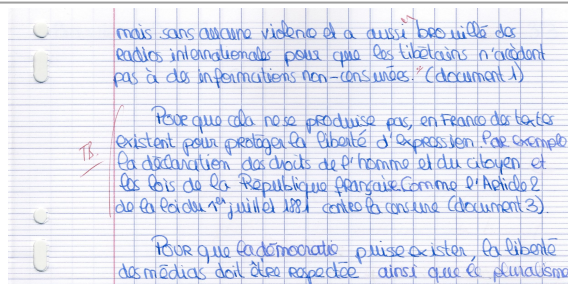 mais sans aucune violence et a aussi brouillé des
radios internationales pour que les tibétains n'accèdent
pas à des informations non-censurées." (document 1)
Pour que cela ne se produise pas, en France des textes
TB.
existent pour protéger la liberté d'expression. Par exemple
la déclaration des droits de l'homme et du citoyen et
les lois de la République française comme l'Article 2
de la loi du 1er juillet 1881 contre la censure (document 3).
Pour que la démocratie puise exister, la liberté
des médias doit être respectée ainsi que le pluralisme